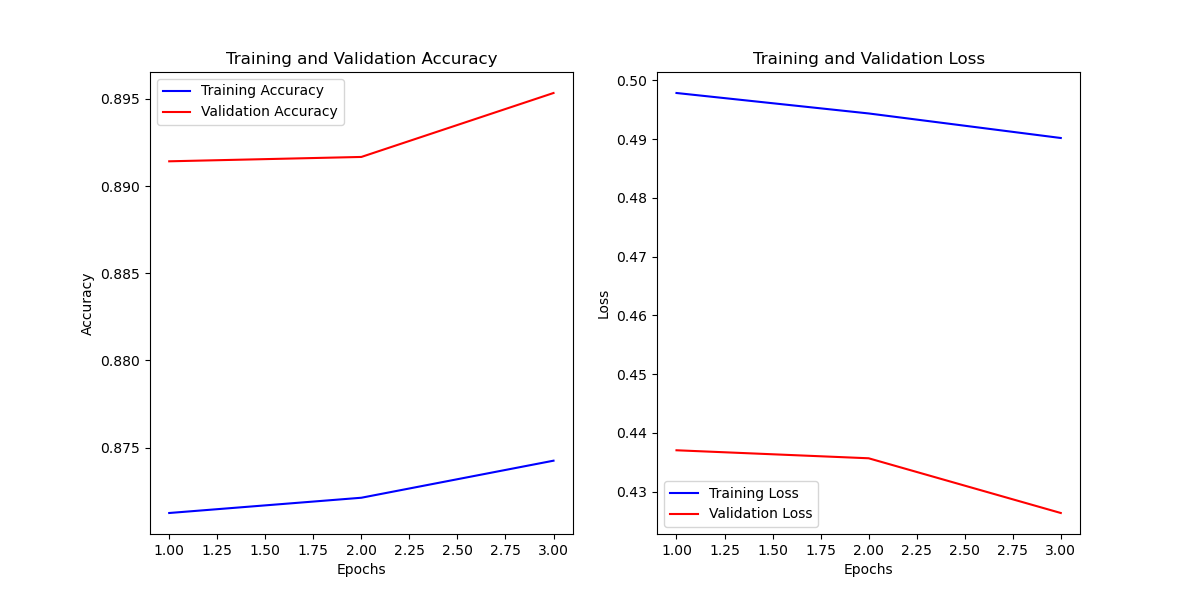 Training and Validation Accuracy
Training Accuracy
Validation Accuracy
0.895
0.890
0.885
0.880
0.875
Accuracy
1.00 1.25 1.50 1.75 2.00 2.25 2.50 2.75 3.00
Epochs
Training and Validation Loss
0.50
0.49
0.48
0.47
0.46
0.45
0.44
0.43
Loss
Training Loss
Validation Loss
1.00 1.25 1.50 1.75 2.00 2.25 2.50 2.75 3.00
Epochs